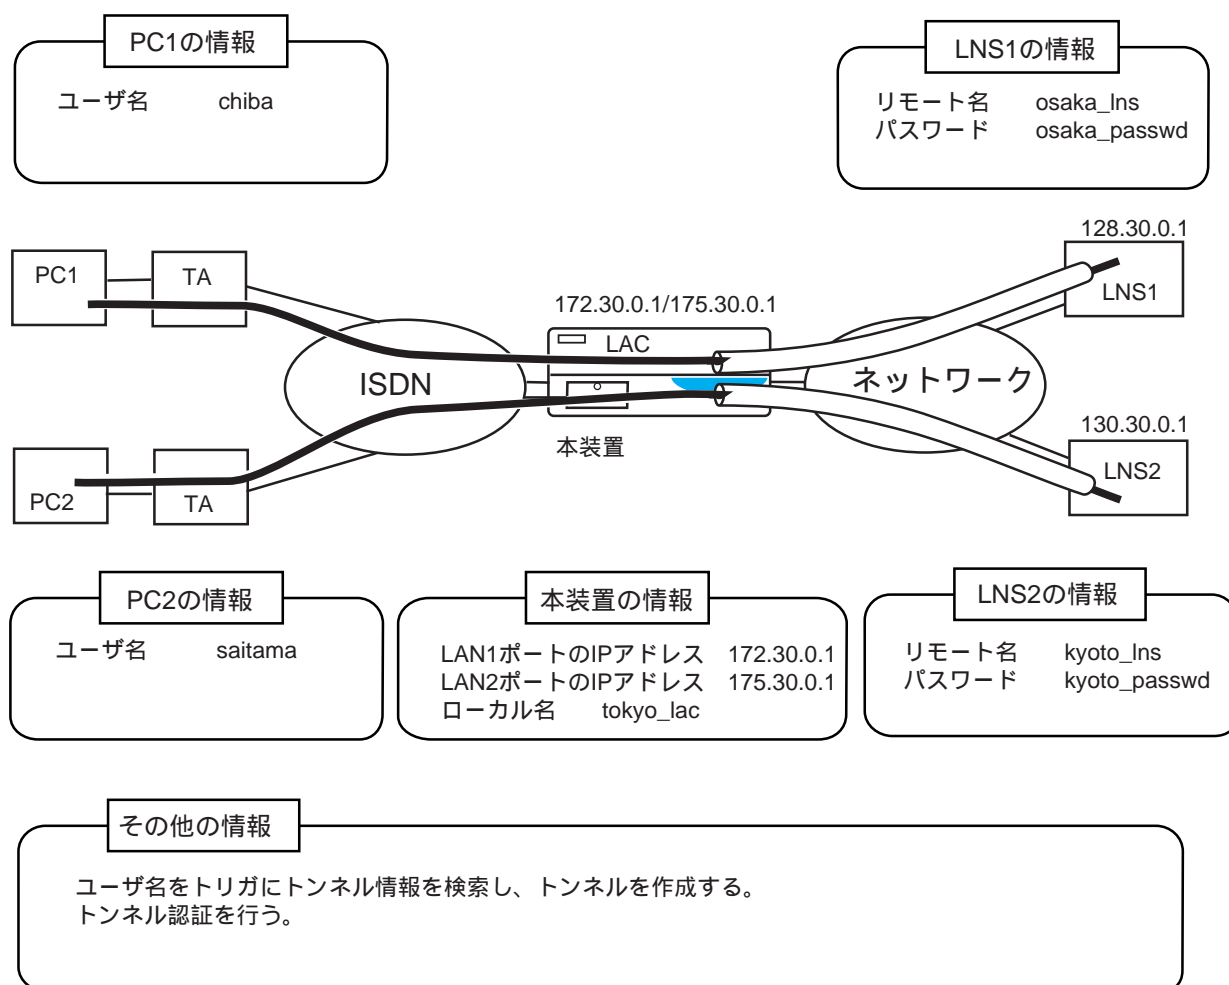 PC1の情報
ユーザ名 chiba
LNS1の情報
リモート名 osaka_lns
パスワード osaka_passwd
128.30.0.1
PC1
TA
LNS1
172.30.0.1/175.30.0.1
LAC
ISDN
ネットワーク
本装置
130.30.0.1
LNS2
PC2
TA
PC2の情報
ユーザ名 saitama
本装置の情報
LAN1ポートのIPアドレス 172.30.0.1
LAN2ポートのIPアドレス 175.30.0.1
ローカル名 tokyo_lac
LNS2の情報
リモート名 kyoto_lns
パスワード kyoto_passwd
その他の情報
ユーザ名をトリガにトンネル情報を検索し、トンネルを作成する。
トンネル認証を行う。